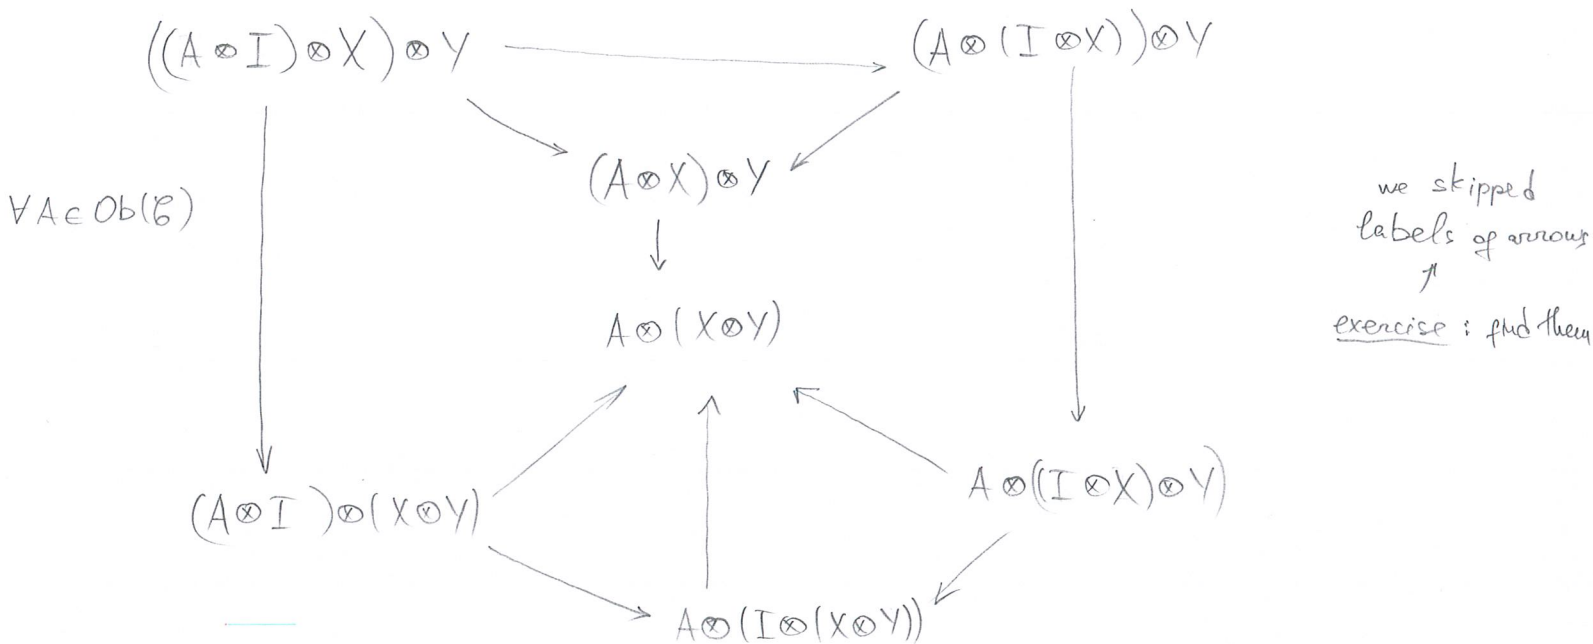 ((A⊗I)⊗X)⊗Y
(A⊗(I⊗X))⊗Y
(A⊗X)⊗Y
∀A∈Ob(𝒞)
we skipped
labels of arrows
A⊗(X⊗Y)
exercise : find them
(A⊗I)⊗(X⊗Y)
A⊗((I⊗X)⊗Y)
A⊗(I⊗(X⊗Y))